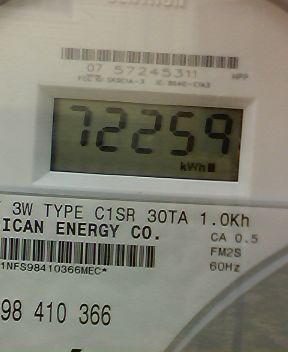 07 57245311
72259
kWh
3W TYPE C1SR 30TA 1.0Kh
ICAN ENERGY CO.
CA 0.5
FM2S
60Hz
1NFS98410366MEC*
98 410 366